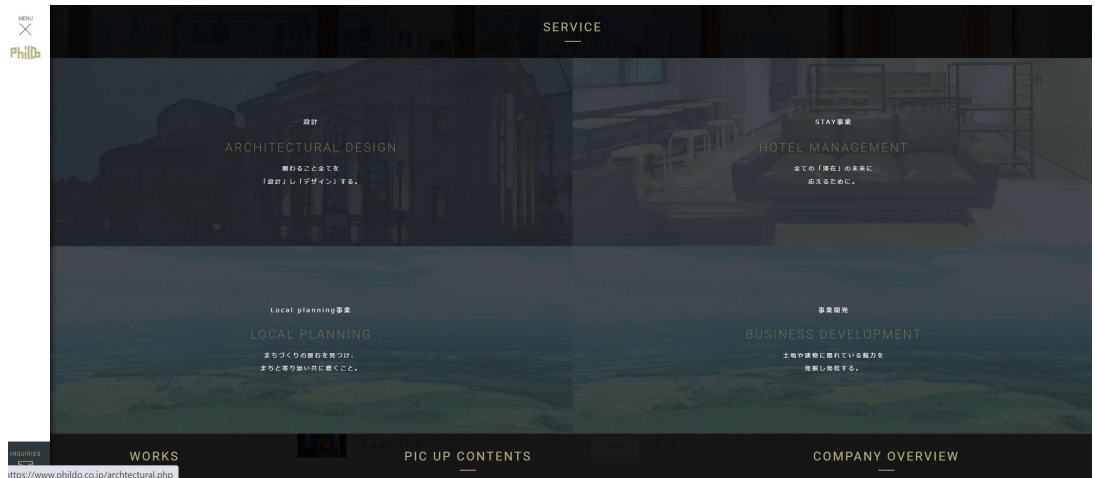 MENU
PhilDo
SERVICE
設計
ARCHITECTURAL DESIGN
関わること全てを
「設計」し「デザイン」する。
STAY事業
HOTEL MANAGEMENT
全ての「滞在」の未来に
応えるために。
Local planning事業
LOCAL PLANNING
まちづくりの原石を見つけ、
まちと寄り添い共に磨くこと。
事業開発
BUSINESS DEVELOPMENT
土地や建物に隠れている魅力を
発掘し発信する。
INQUIRIES
WORKS
PIC UP CONTENTS
COMPANY OVERVIEW
https://www.phildo.co.jp/archtectural.php